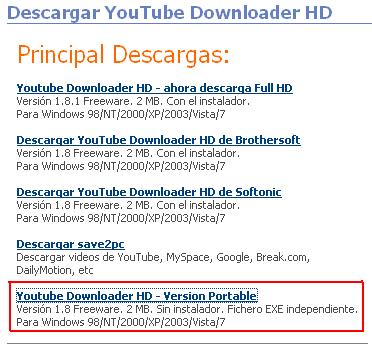 Descargar YouTube Downloader HD
Principal Descargas:
Youtube Downloader HD - ahora descarga Full HD
Versión 1.8.1 Freeware. 2 MB. Con el instalador.
Para Windows 98/NT/2000/XP/2003/Vista/7
Descargar YouTube Downloader HD de Brothersoft
Versión 1.8 Freeware. 2 MB. Con el instalador.
Para Windows 98/NT/2000/XP/2003/Vista/7
Descargar YouTube Downloader HD de Softonic
Versión 1.8 Freeware. 2 MB. Con el instalador.
Para Windows 98/NT/2000/XP/2003/Vista/7
Descargar save2pc
Descargar videos de YouTube, MySpace, Google, Break.com,
DailyMotion, etc
Youtube Downloader HD - Version Portable
Versión 1.8 Freeware. 2 MB. Sin instalador. Fichero EXE independiente.
Para Windows 98/NT/2000/XP/2003/Vista/7